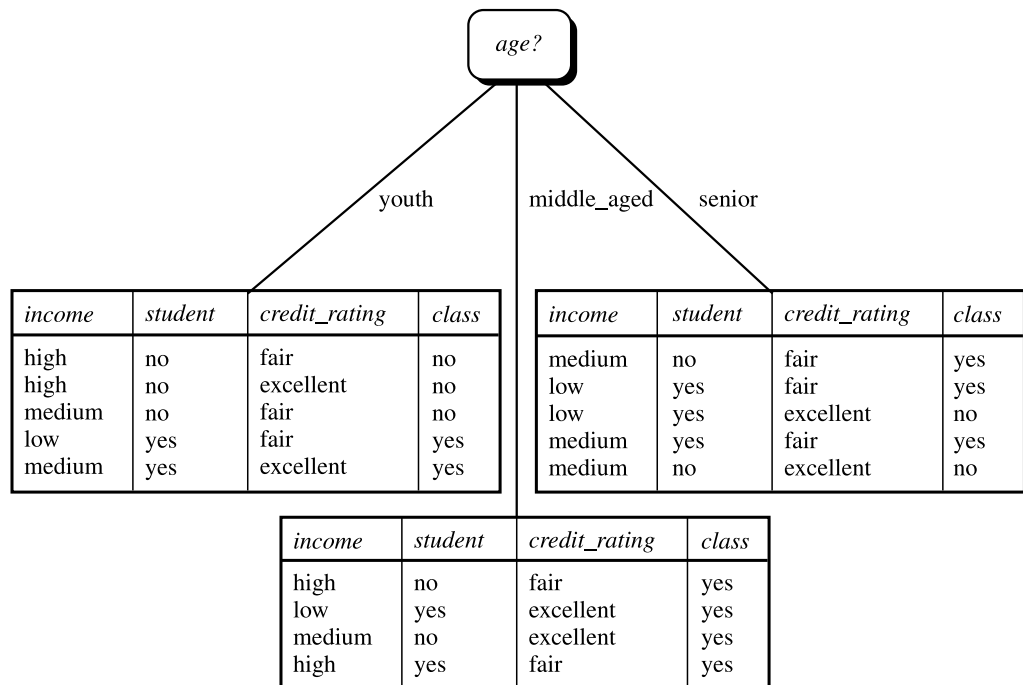 age?
youth
middle_aged
senior
income student credit_rating class
high no fair no
high no excellent no
medium no fair no
low yes fair yes
medium yes excellent yes
income student credit_rating class
medium no fair yes
low yes fair yes
low yes excellent no
medium yes fair yes
medium no excellent no
income student credit_rating class
high no fair yes
low yes excellent yes
medium no excellent yes
high yes fair yes